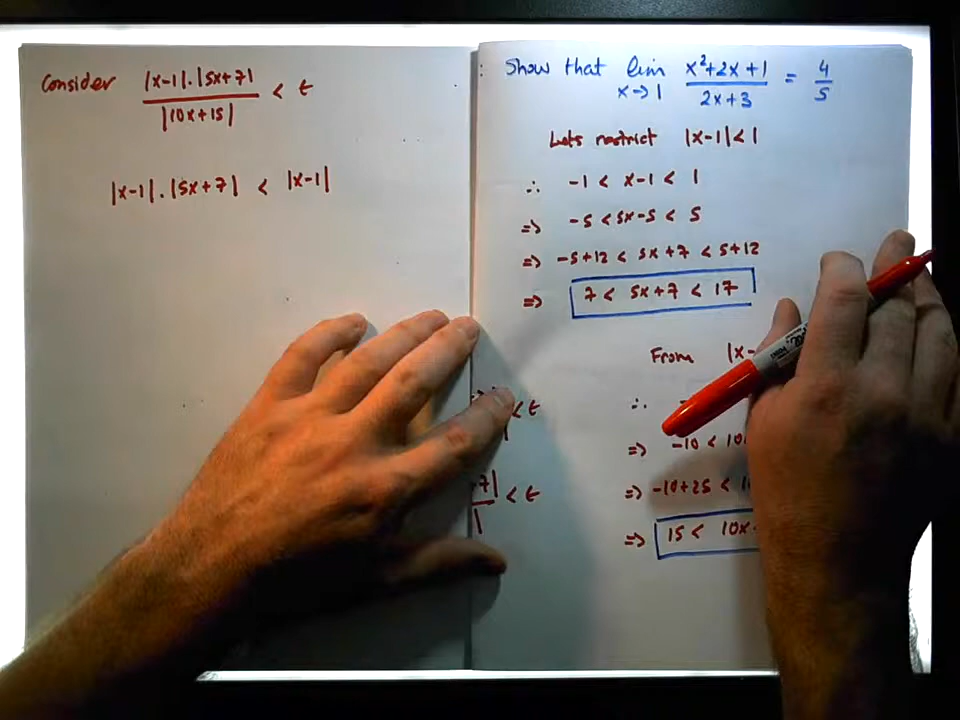 Consider |x-1|.|5x+7| / |10x+15| < ε
|x-1|.|5x+7| < |x-1|
: Show that lim x→1 x²+2x+1 / 2x+3 = 4/5
Lets restrict |x-1|<1
∴ -1 < x-1 < 1
⇒ -5 < 5x-5 < 5
⇒ -5+12 < 5x+7 < 5+12
⇒ 7 < 5x+7 < 17
From |x-
< ε
∴
⇒ -10 < 10
7| < ε
⇒ -10+25 <
⇒ 15 < 10x